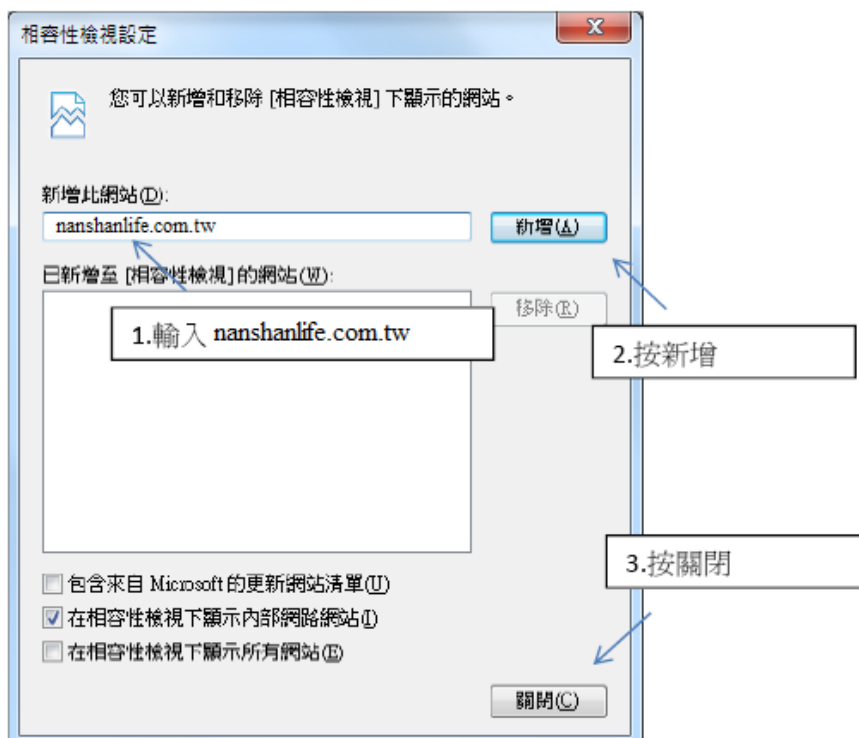 相容性檢視設定
您可以新增和移除 [相容性檢視] 下顯示的網站。
新增此網站(D):
nanshanlife.com.tw
新增(A)
已新增至 [相容性檢視] 的網站(W):
移除(R)
1.輸入 nanshanlife.com.tw
2.按新增
3.按關閉
包含來自 Microsoft 的更新網站清單(U)
在相容性檢視下顯示內部網路網站(I)
在相容性檢視下顯示所有網站(E)
關閉(C)